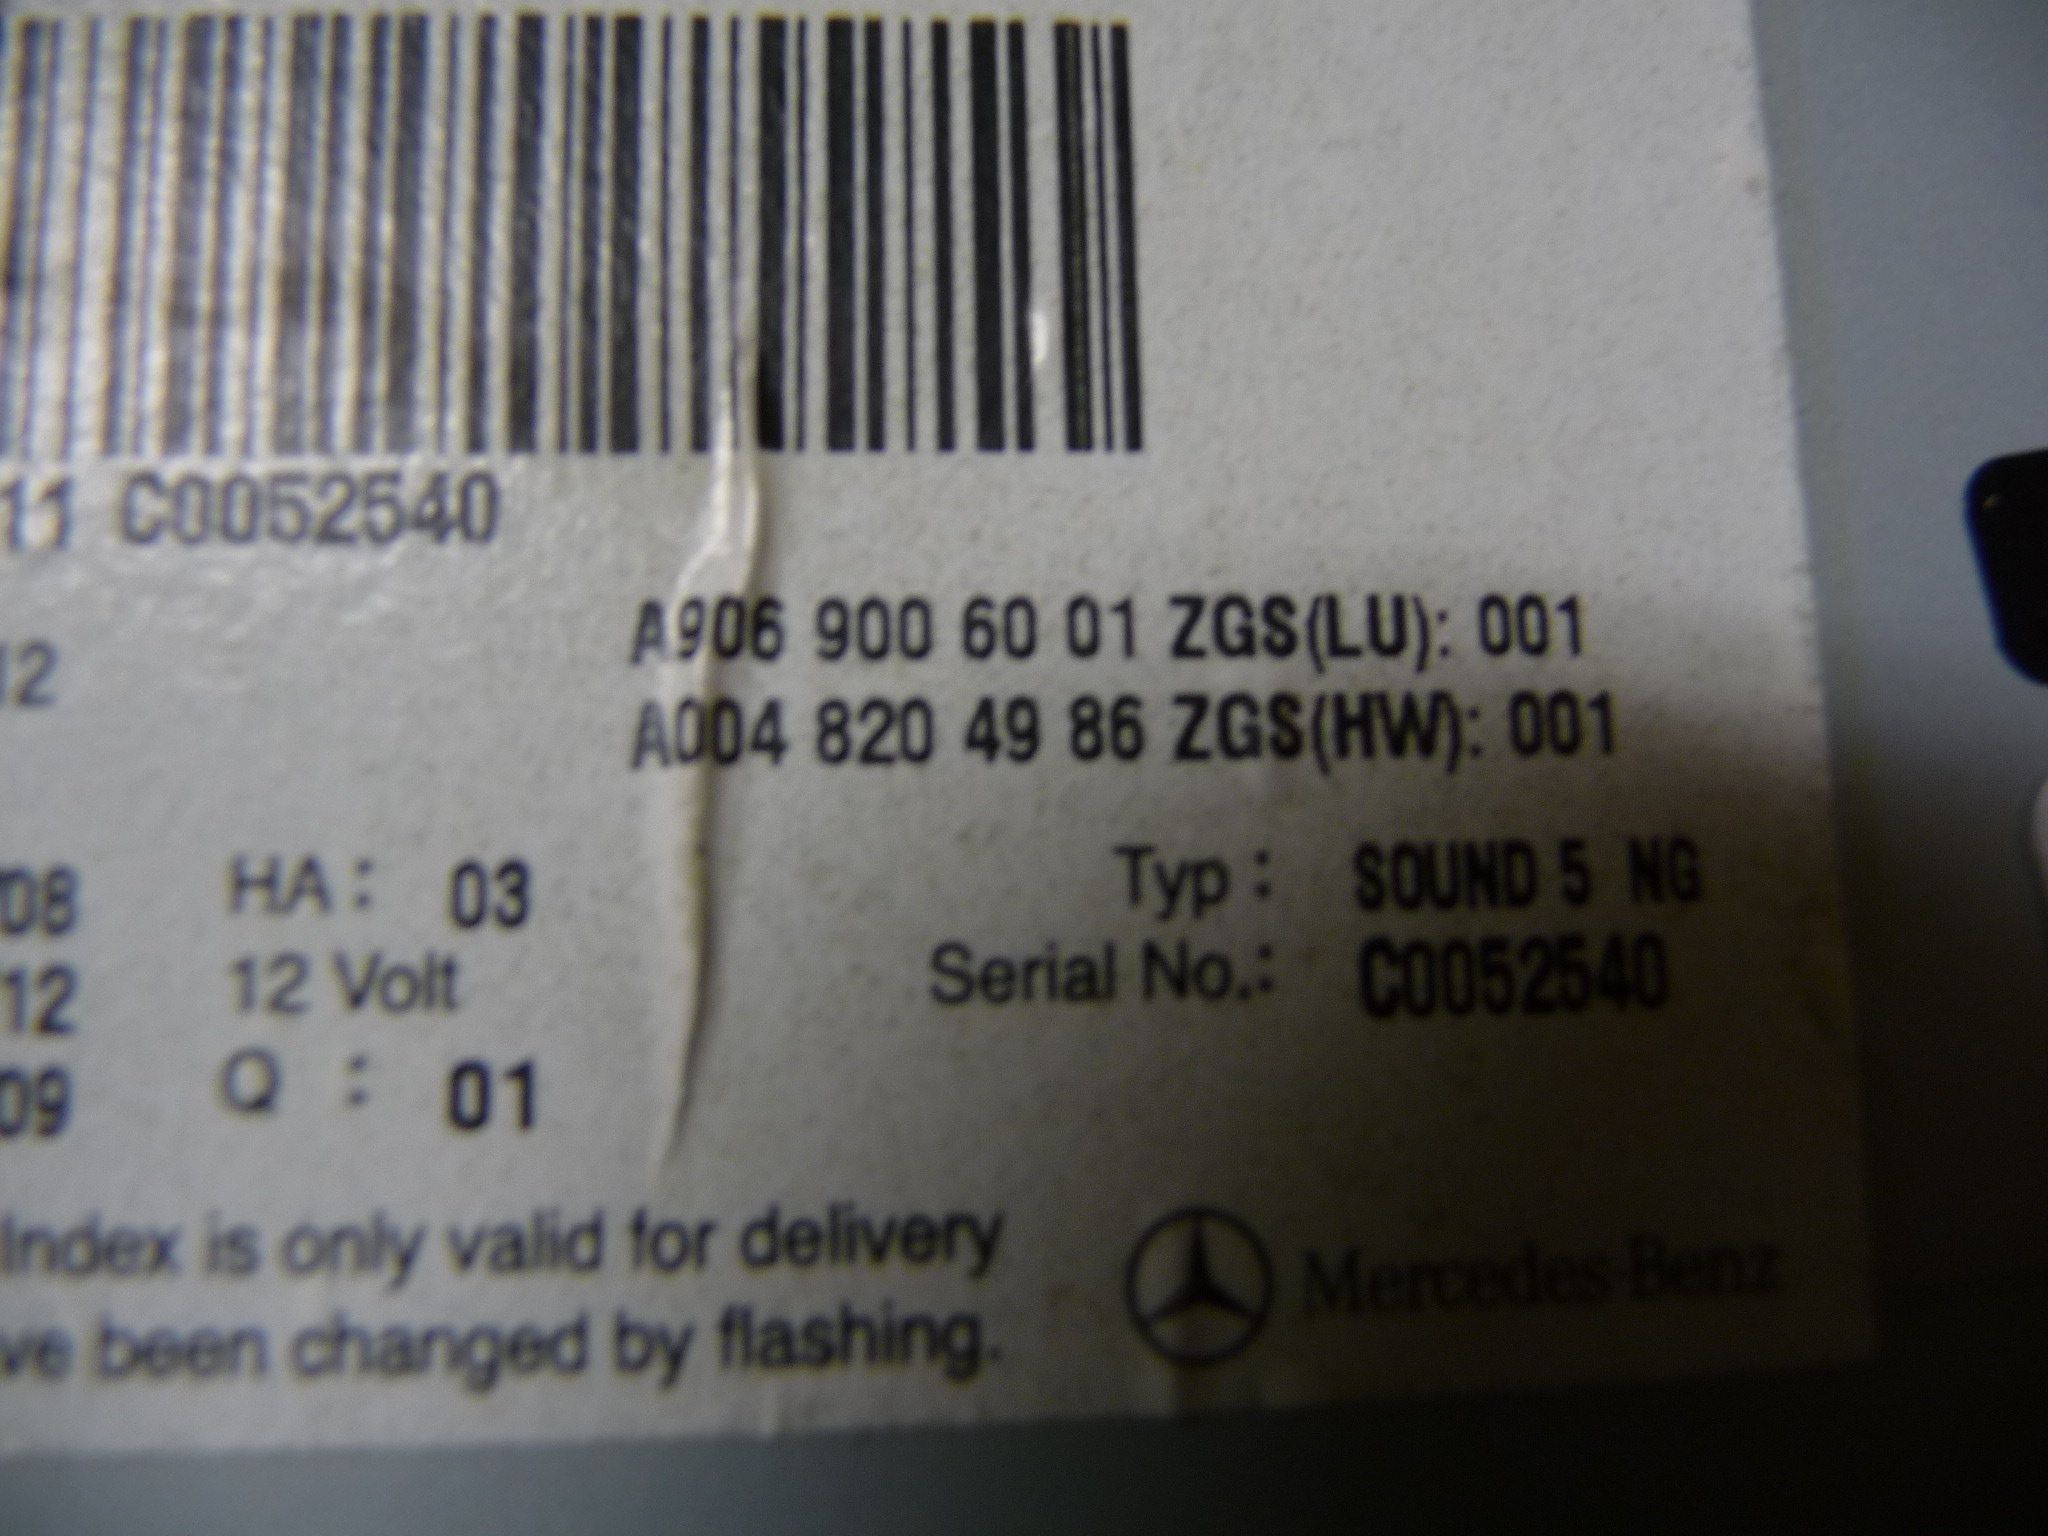 11 C0052540
A906 900 60 01 ZGS(LU): 001
12
A004 820 49 86 ZGS(HW): 001
08 HA: 03 Typ: SOUND 5 NG
12 12 Volt Serial No.: C0052540
09 Q : 01
Index is only valid for delivery
ve been changed by flashing.
Mercedes-Benz